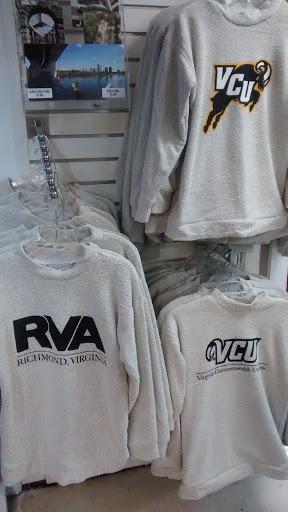 VCU
RVA
RICHMOND, VIRGINIA
VCU
Virginia Commonwealth University